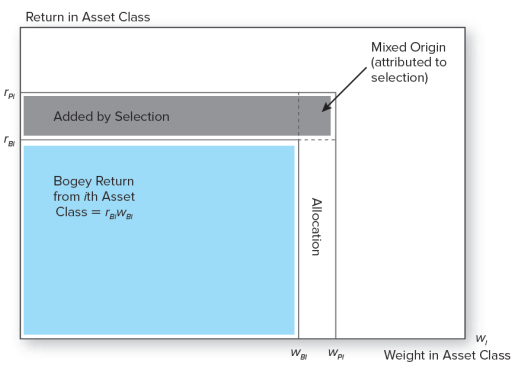 Return in Asset Class
Mixed Origin
(attributed to
selection)
r_Pi
Added by Selection
r_Bi
Bogey Return
from ith Asset
Class = r_Bi w_Bi
Allocation
w_i
w_Bi w_Pi Weight in Asset Class